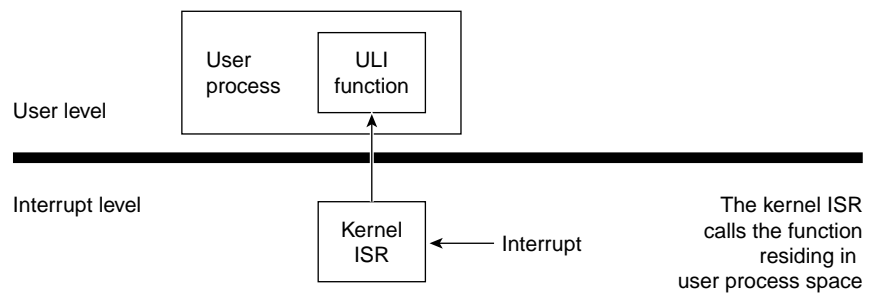 User
process
ULI
function
User level
Interrupt level
Kernel
ISR
Interrupt
The kernel ISR
calls the function
residing in
user process space